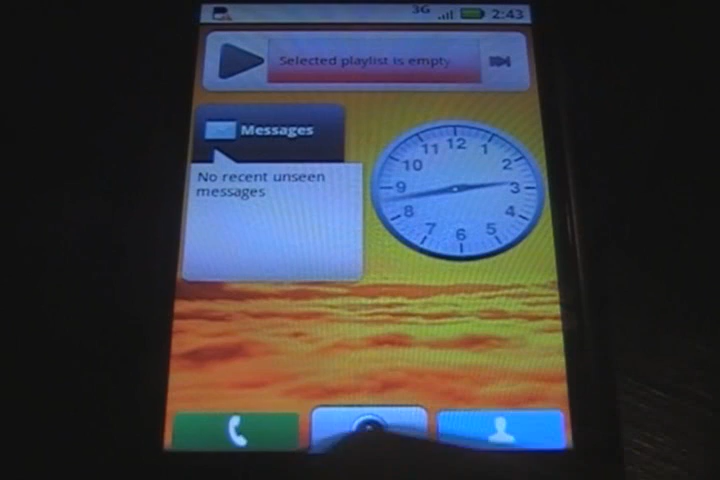 3G 2:43
Selected playlist is empty
Messages
No recent unseen
messages
12
11 1
10 2
9 3
8 4
7 5
6